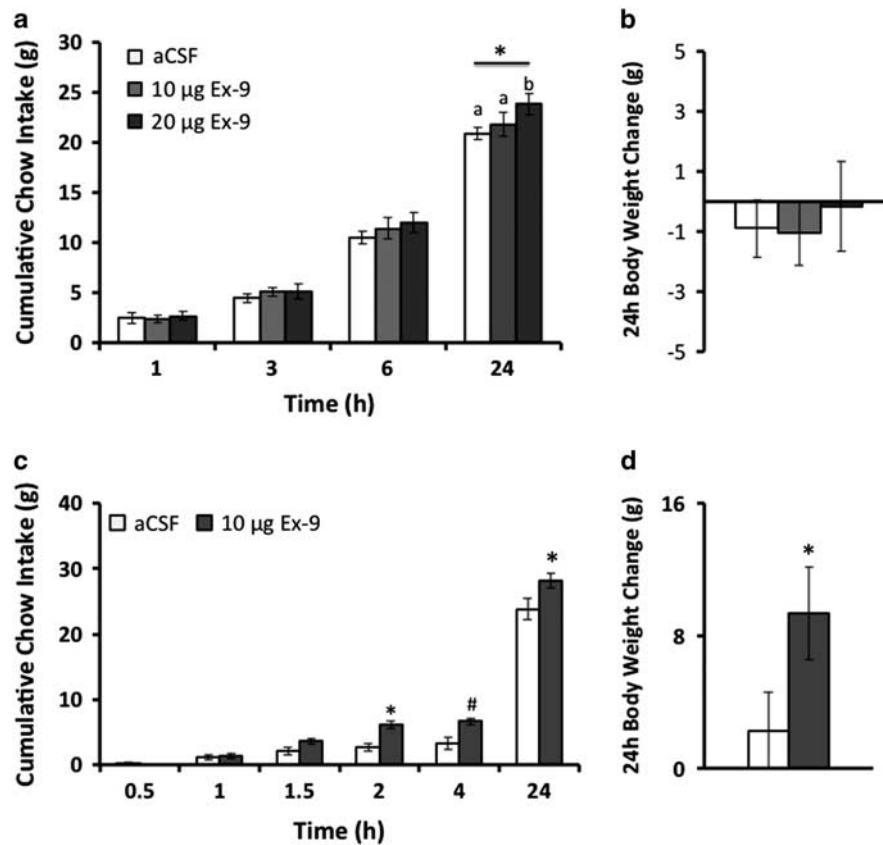 a
Cumulative Chow Intake (g)
30
25
20
15
10
5
0
aCSF
10 µg Ex-9
20 µg Ex-9
*
a a b
1 3 6 24
Time (h)
b
24h Body Weight Change (g)
5
3
1
-1
-3
-5
c
Cumulative Chow Intake (g)
40
30
20
10
0
aCSF 10 µg Ex-9
* # *
0.5 1 1.5 2 4 24
Time (h)
d
24h Body Weight Change (g)
16
8
0
*